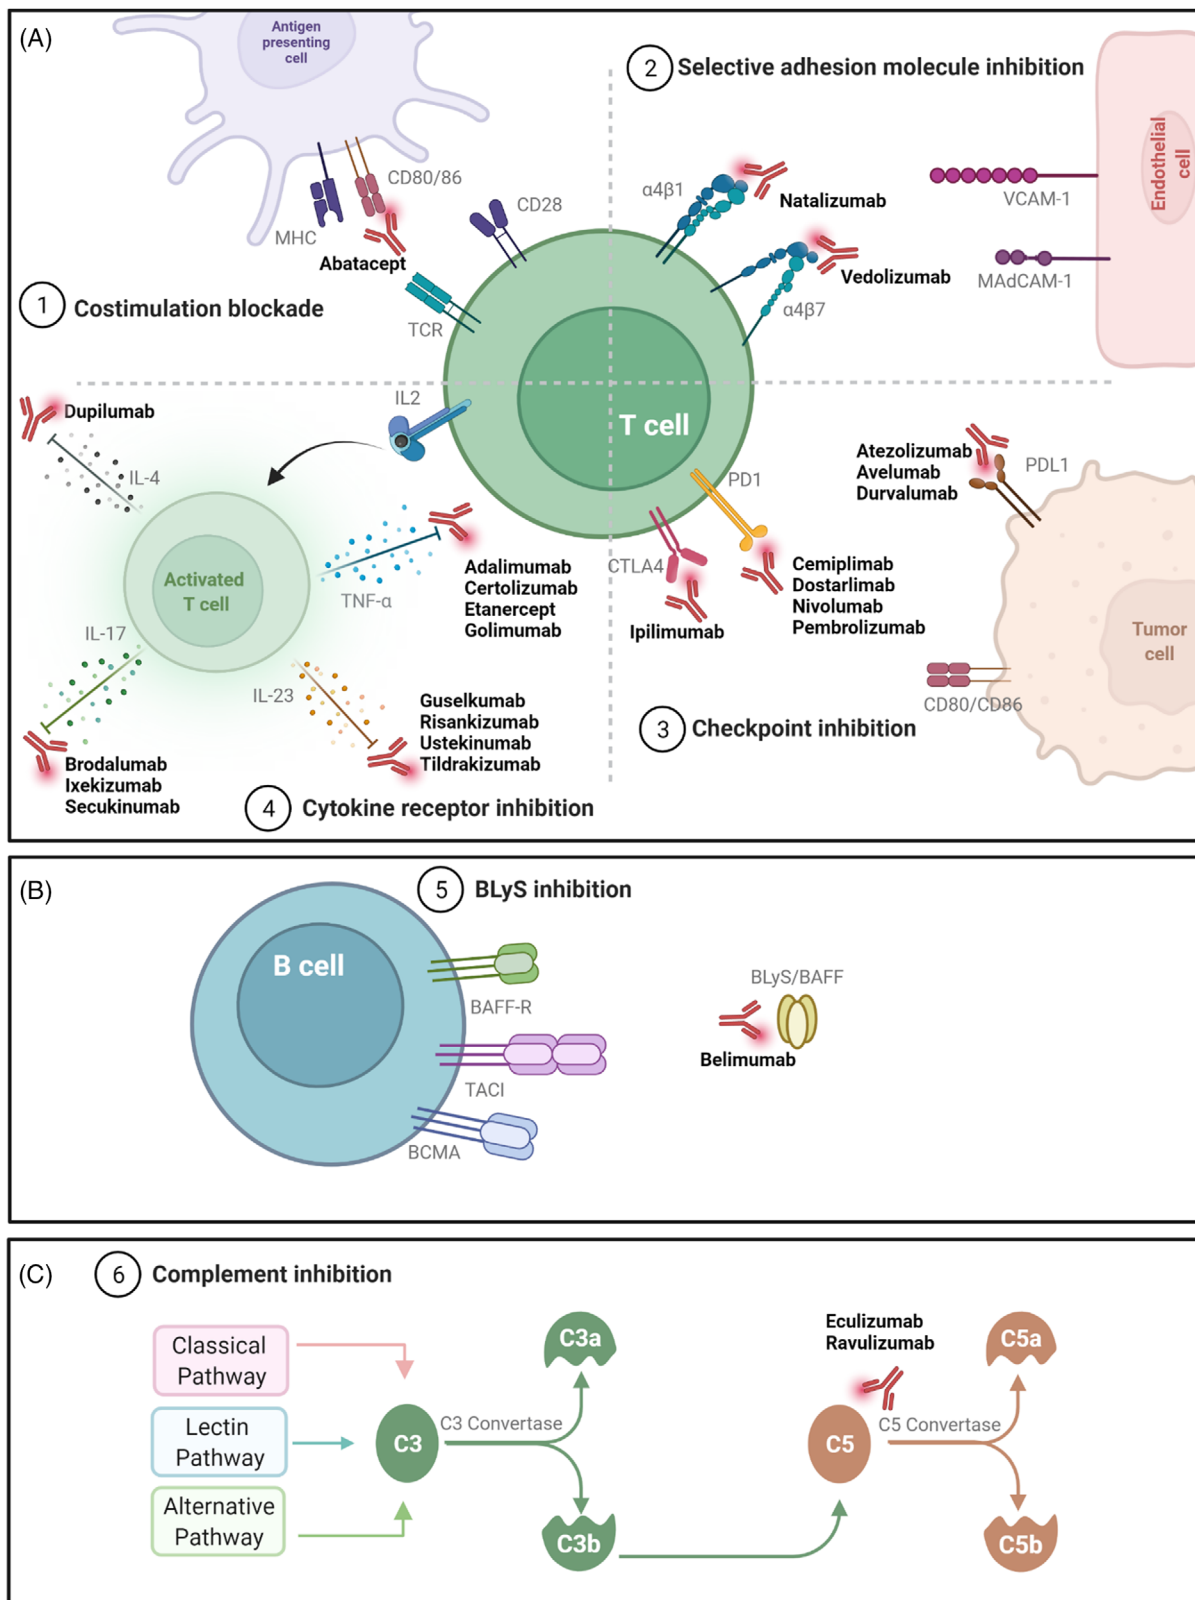 (A)
Antigen
presenting
cell
MHC
CD80/86
Abatacept
CD28
TCR
1 Costimulation blockade
2 Selective adhesion molecule inhibition
α4β1
Natalizumab
Vedolizumab
α4β7
VCAM-1
MAdCAM-1
Endothelial
cell
T cell
IL2
Dupilumab
IL-4
Activated
T cell
TNF-α
Adalimumab
Certolizumab
Etanercept
Golimumab
IL-17
Brodalumab
Ixekizumab
Secukinumab
IL-23
Guselkumab
Risankizumab
Ustekinumab
Tildrakizumab
4 Cytokine receptor inhibition
PD1
CTLA4
Ipilimumab
Cemiplimab
Dostarlimab
Nivolumab
Pembrolizumab
Atezolizumab
Avelumab
Durvalumab
PDL1
Tumor
cell
CD80/CD86
3 Checkpoint inhibition
(B)
5 BLyS inhibition
B cell
BAFF-R
TACI
BCMA
BLyS/BAFF
Belimumab
(C)
6 Complement inhibition
Classical
Pathway
Lectin
Pathway
Alternative
Pathway
C3
C3 Convertase
C3a
C3b
Eculizumab
Ravulizumab
C5
C5 Convertase
C5a
C5b